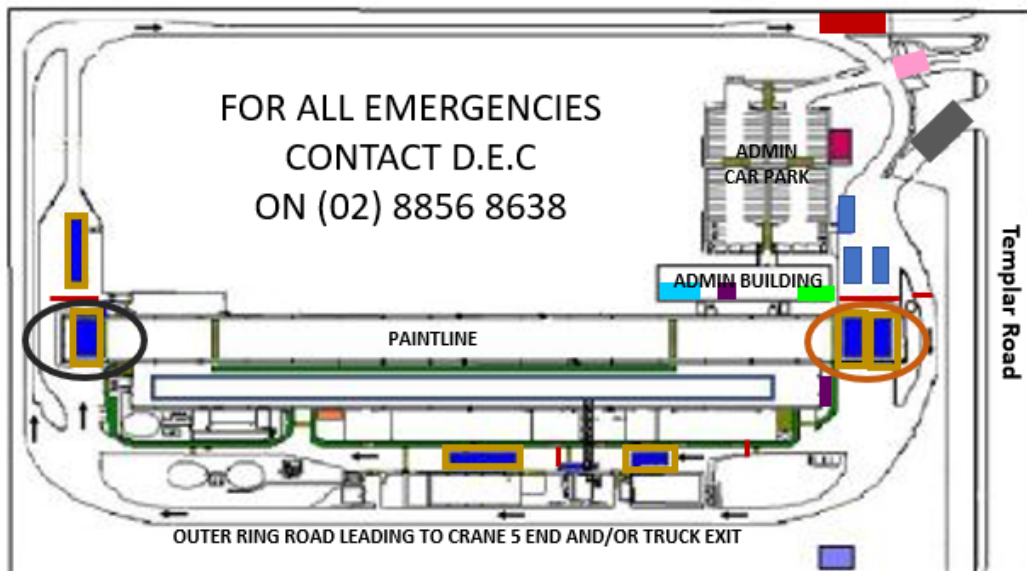 FOR ALL EMERGENCIES
CONTACT D.E.C
ON (02) 8856 8638
ADMIN
CAR PARK
Templar Road
ADMIN BUILDING
PAINTLINE
OUTER RING ROAD LEADING TO CRANE 5 END AND/OR TRUCK EXIT